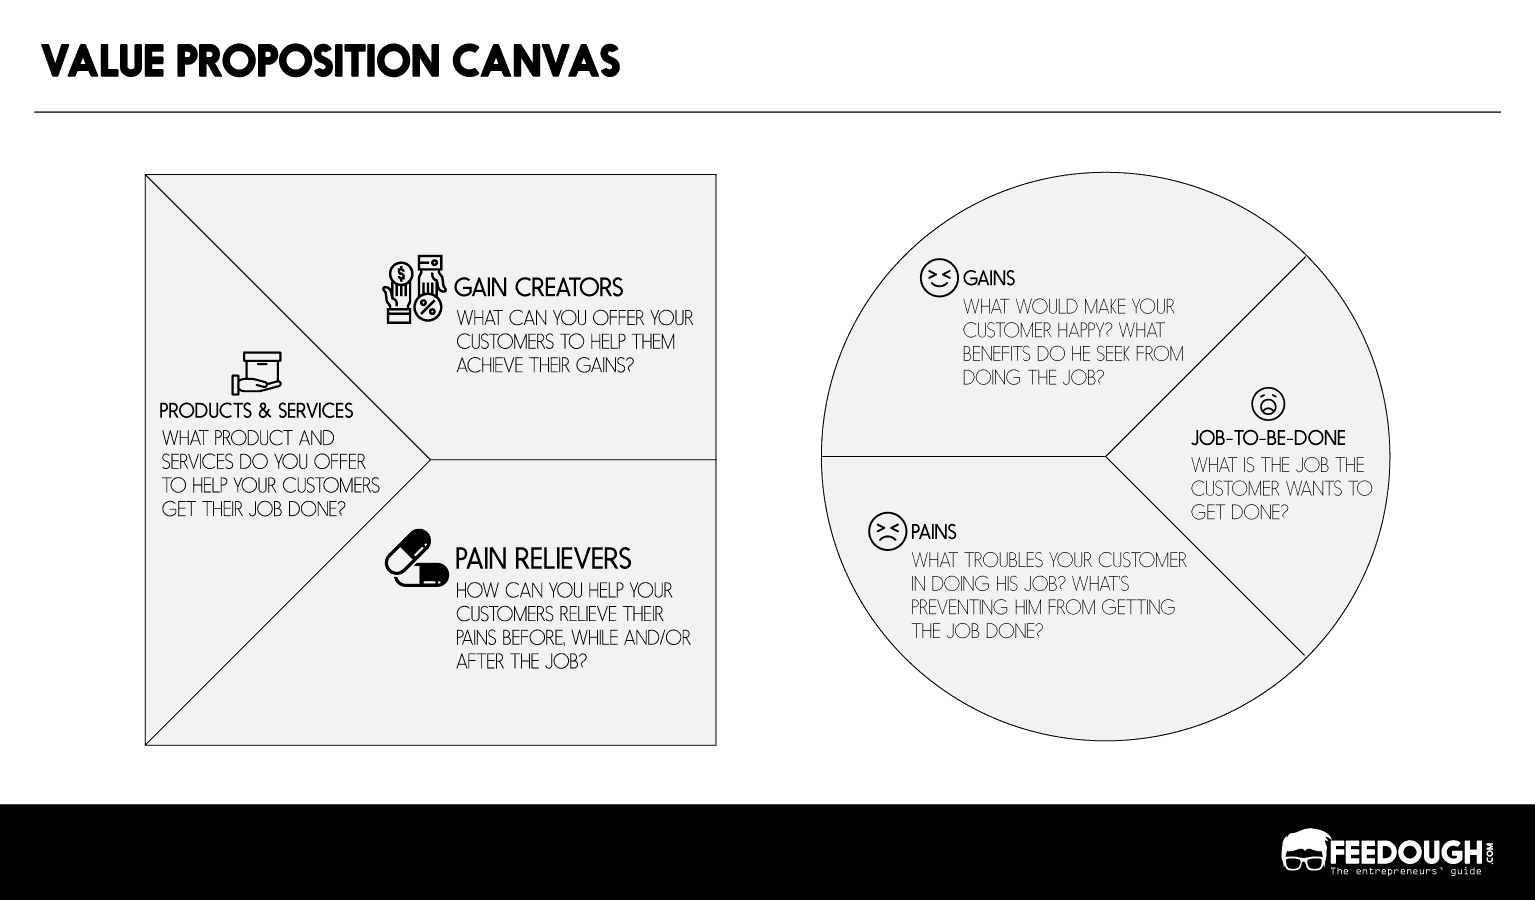 VALUE PROPOSITION CANVAS
PRODUCTS & SERVICES
WHAT PRODUCT AND
SERVICES DO YOU OFFER
TO HELP YOUR CUSTOMERS
GET THEIR JOB DONE?
$
%
GAIN CREATORS
WHAT CAN YOU OFFER YOUR
CUSTOMERS TO HELP THEM
ACHIEVE THEIR GAINS?
PAIN RELIEVERS
HOW CAN YOU HELP YOUR
CUSTOMERS RELIEVE THEIR
PAINS BEFORE, WHILE AND/OR
AFTER THE JOB?
GAINS
WHAT WOULD MAKE YOUR
CUSTOMER HAPPY? WHAT
BENEFITS DO HE SEEK FROM
DOING THE JOB?
PAINS
WHAT TROUBLES YOUR CUSTOMER
IN DOING HIS JOB? WHAT'S
PREVENTING HIM FROM GETTING
THE JOB DONE?
JOB-TO-BE-DONE
WHAT IS THE JOB THE
CUSTOMER WANTS TO
GET DONE?
FEEDOUGH.COM
The entrepreneurs' guide